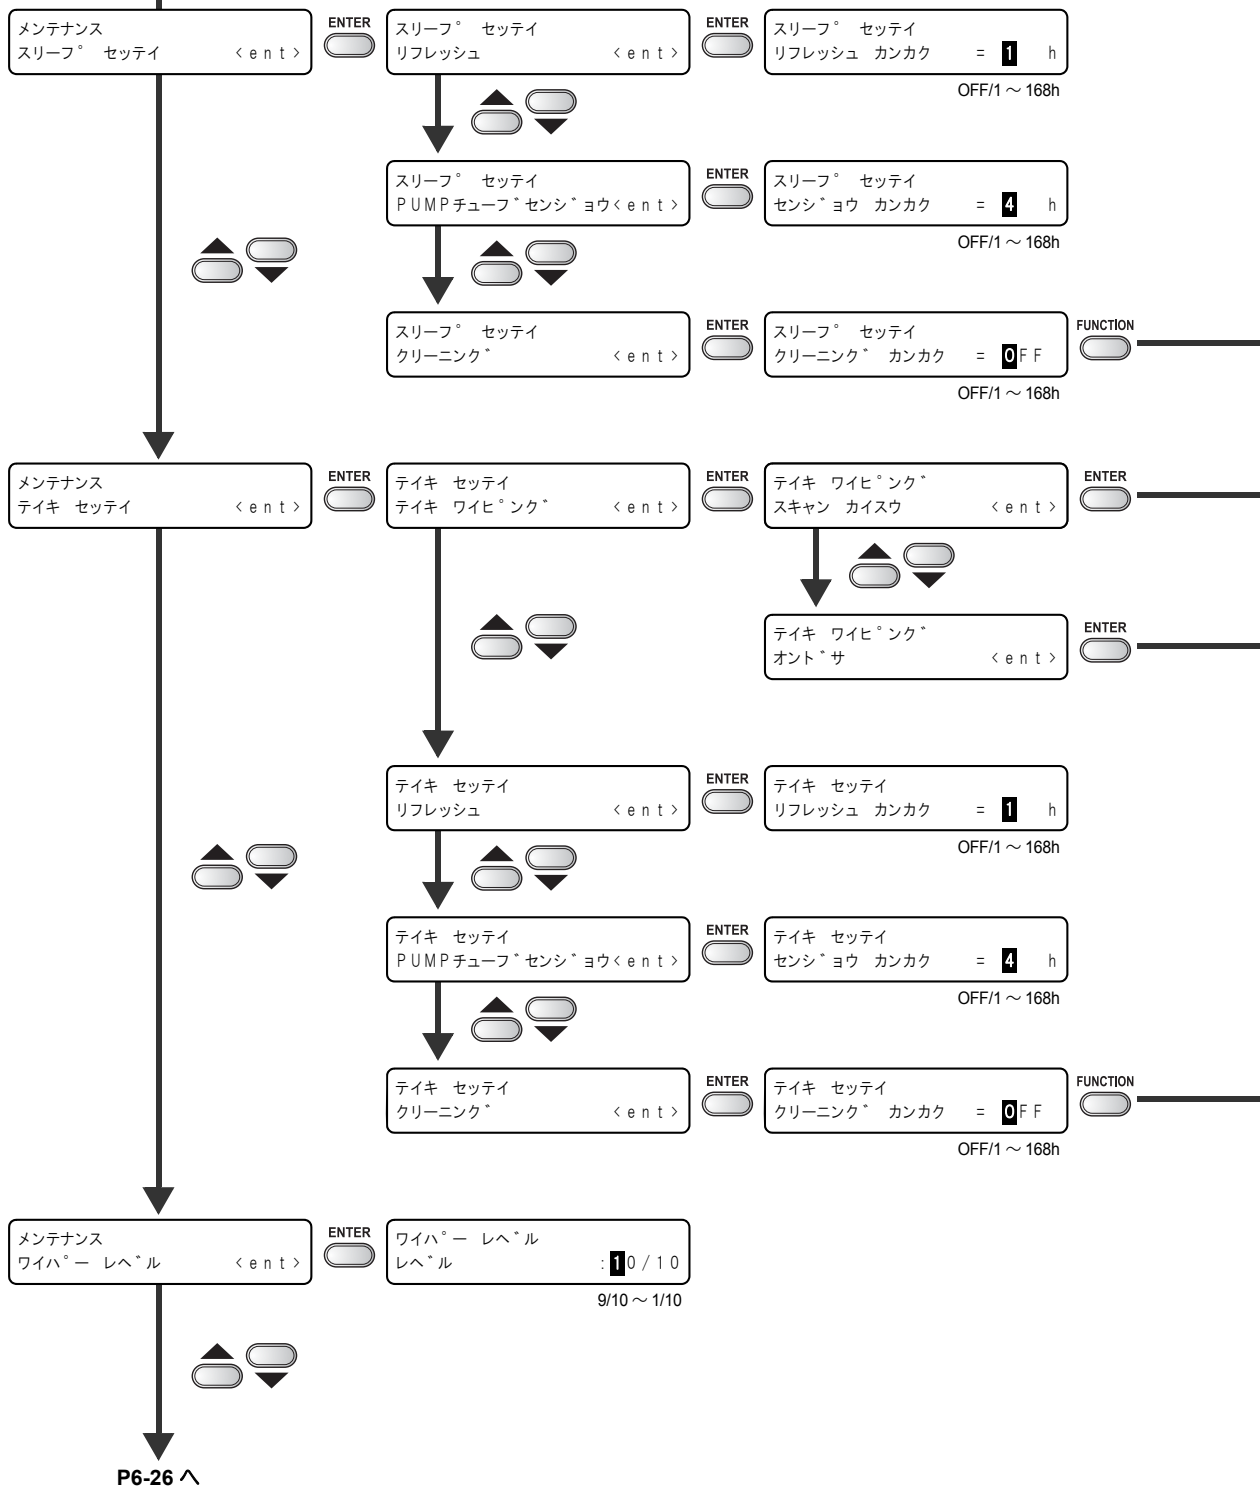 メンテナンス
スリープ セッテイ <ent>
ENTER
スリープ セッテイ
リフレッシュ <ent>
ENTER
スリープ セッテイ
リフレッシュ カンカク = 1 h
OFF/1 ～ 168h
スリープ セッテイ
PUMPチューブセンジョウ<ent>
ENTER
スリープ セッテイ
センジョウ カンカク = 4 h
OFF/1 ～ 168h
スリープ セッテイ
クリーニング <ent>
ENTER
スリープ セッテイ
クリーニング カンカク = OFF
FUNCTION
OFF/1 ～ 168h
メンテナンス
テイキ セッテイ <ent>
ENTER
テイキ セッテイ
テイキ ワイピング <ent>
ENTER
テイキ ワイピング
スキャン カイスウ <ent>
ENTER
テイキ ワイピング
オンドサ <ent>
ENTER
テイキ セッテイ
リフレッシュ <ent>
ENTER
テイキ セッテイ
リフレッシュ カンカク = 1 h
OFF/1 ～ 168h
テイキ セッテイ
PUMPチューブセンジョウ<ent>
ENTER
テイキ セッテイ
センジョウ カンカク = 4 h
OFF/1 ～ 168h
テイキ セッテイ
クリーニング <ent>
ENTER
テイキ セッテイ
クリーニング カンカク = OFF
FUNCTION
OFF/1 ～ 168h
メンテナンス
ワイパー レベル <ent>
ENTER
ワイパー レベル
レベル :10/10
9/10 ～ 1/10
P6-26 へ